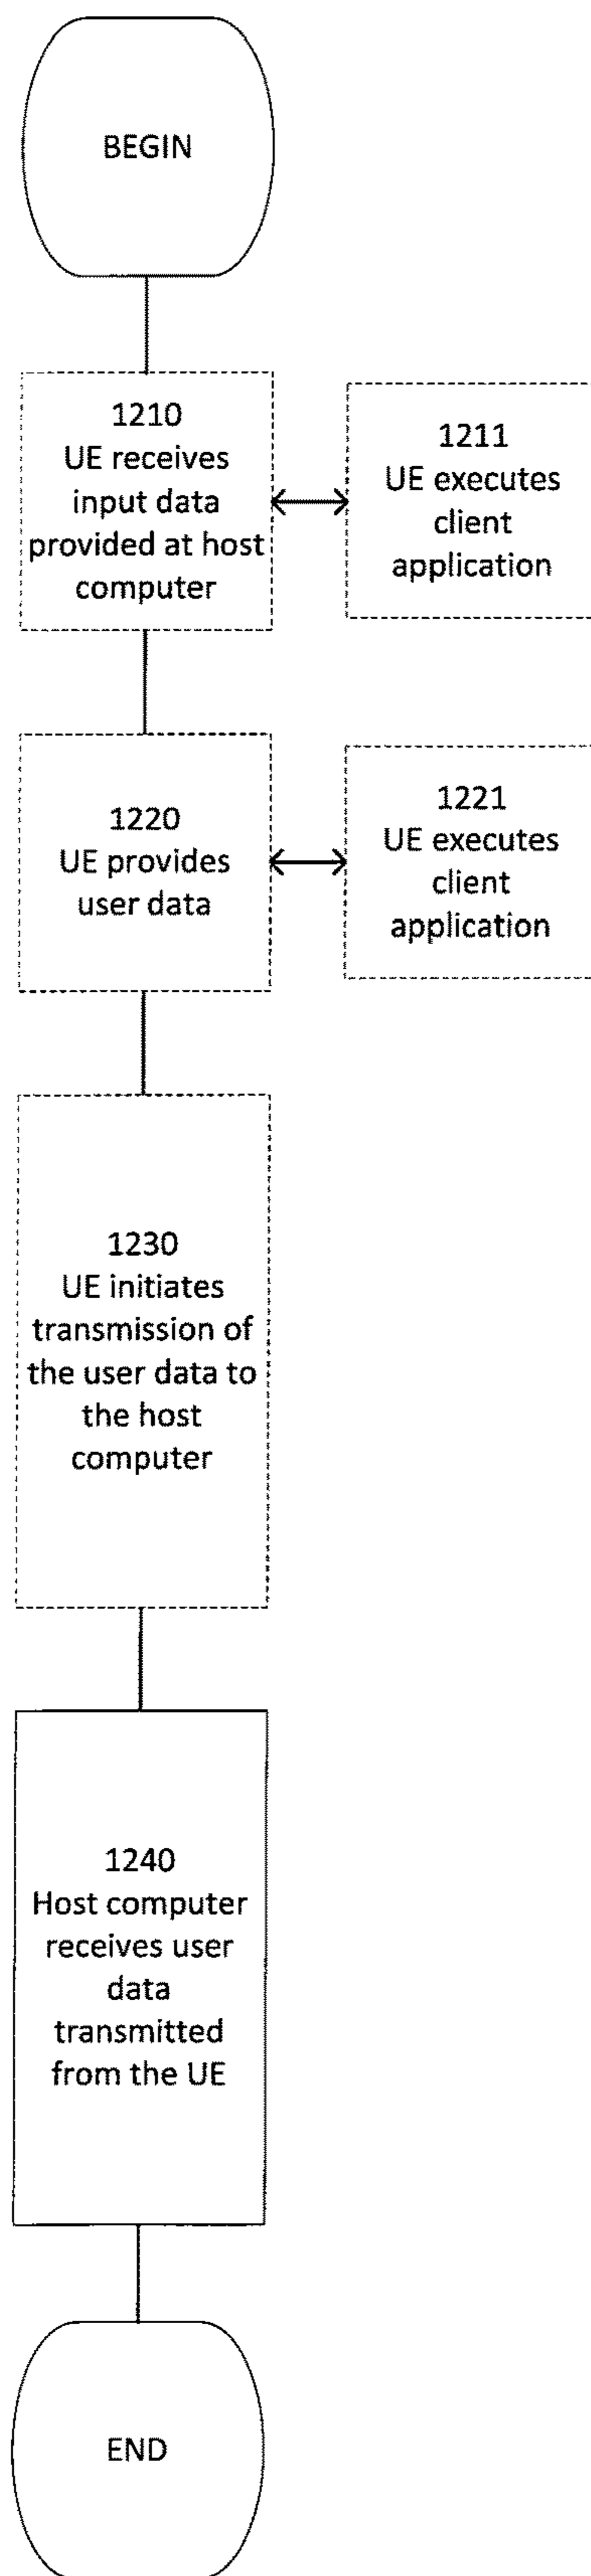 BEGIN
1210
UE receives
input data
provided at host
computer
1211
UE executes
client
application
1220
UE provides
user data
1221
UE executes
client
application
1230
UE initiates
transmission of
the user data to
the host
computer
1240
Host computer
receives user
data
transmitted
from the UE
END